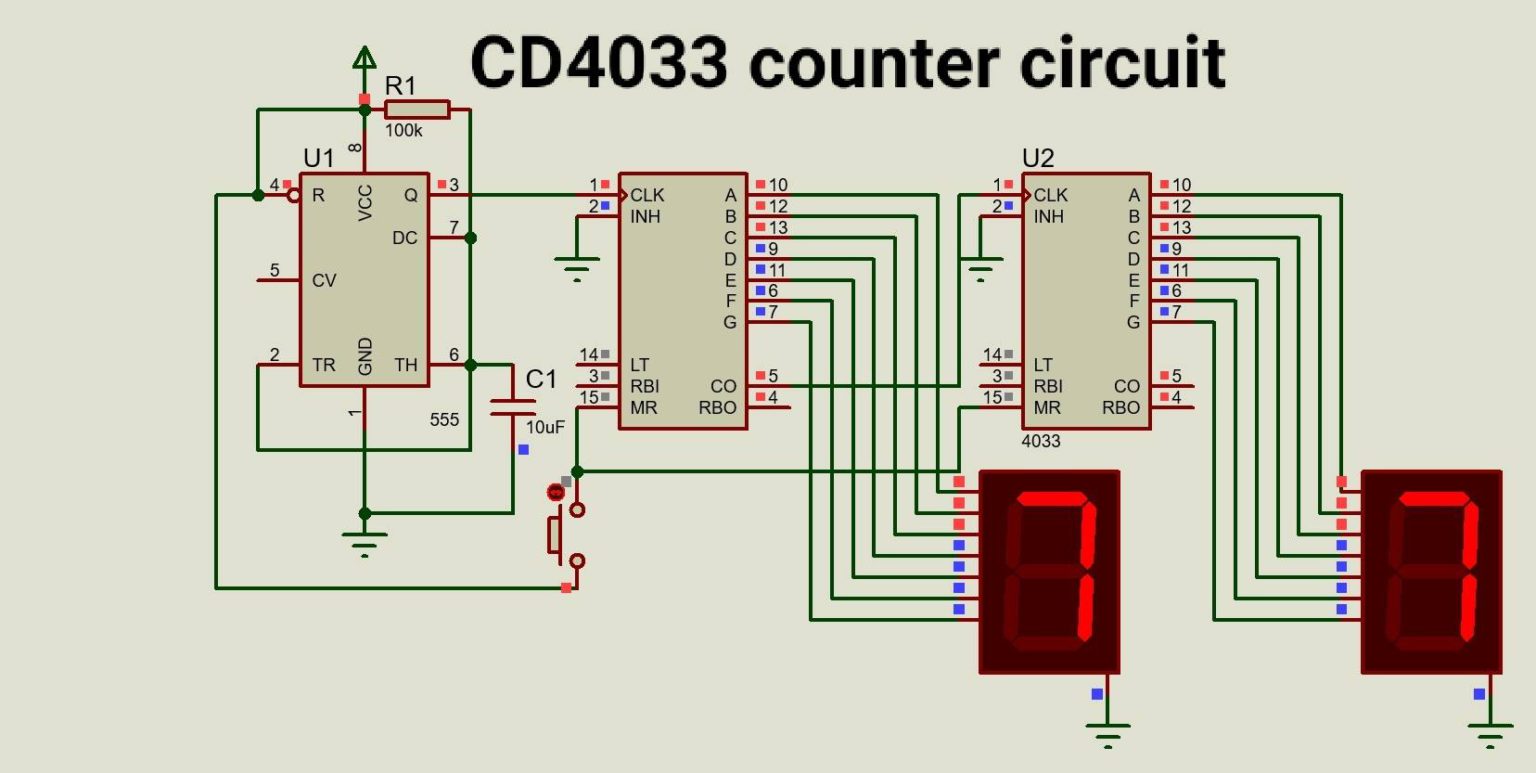 CD4033 counter circuit
R1
100k
U1
8
4 R VCC Q 3
DC 7
5 CV
2 TR GND TH 6
1
555
C1
10uF
1 CLK A 10
2 INH B 12
C 13
D 9
E 11
F 6
G 7
14 LT
3 RBI CO 5
15 MR RBO 4
U2
1 CLK A 10
2 INH B 12
C 13
D 9
E 11
F 6
G 7
14 LT
3 RBI CO 5
15 MR RBO 4
4033
7
7